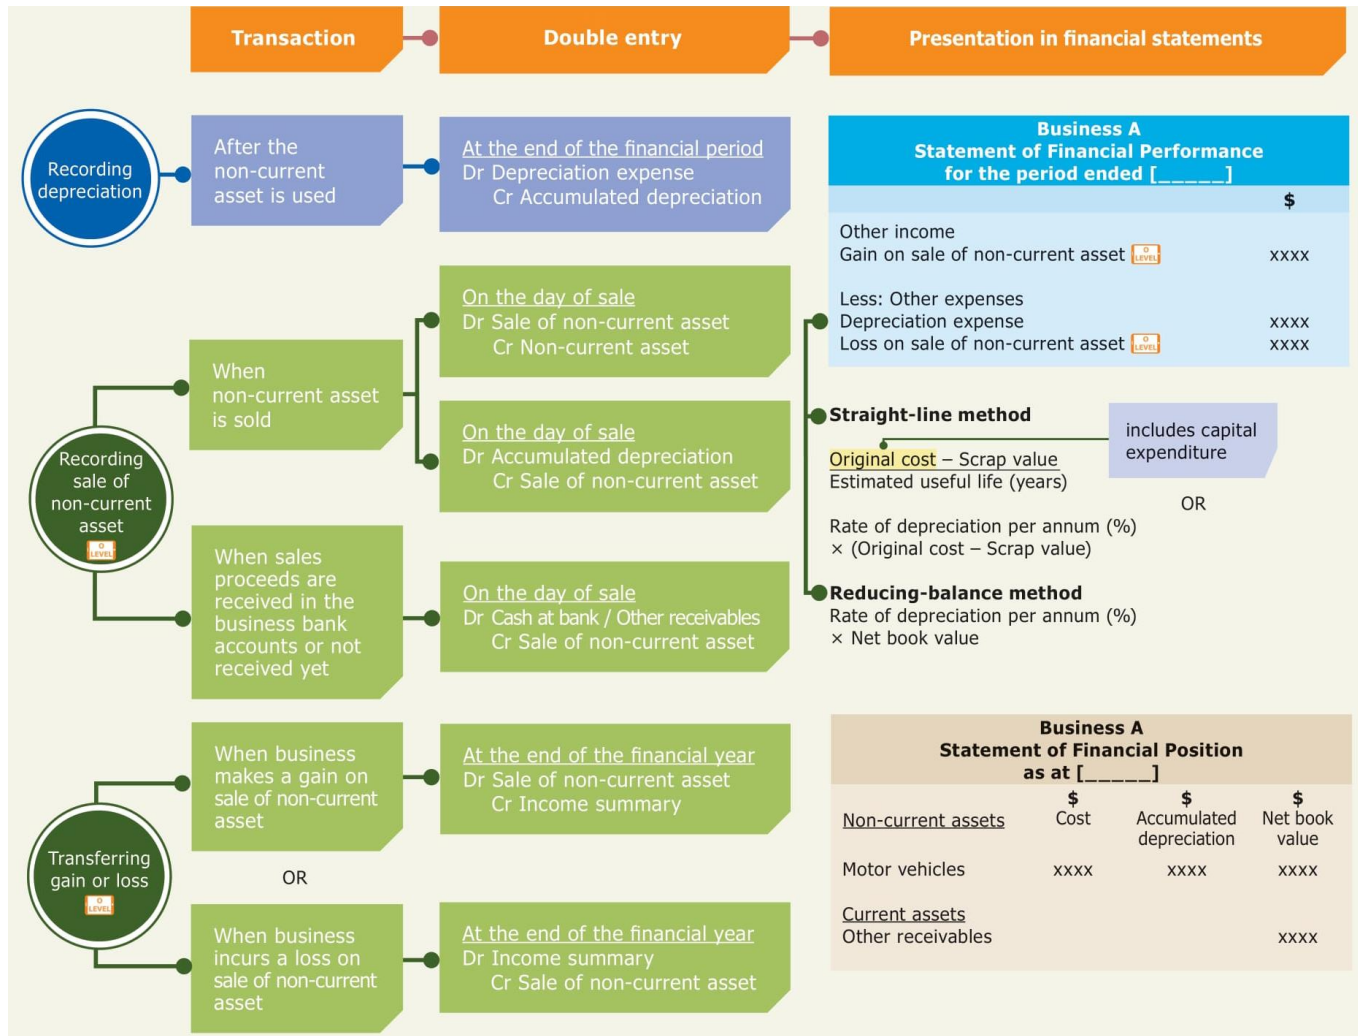 Transaction
Double entry
Presentation in financial statements
Recording
depreciation
After the
non-current
asset is used
At the end of the financial period
Dr Depreciation expense
Cr Accumulated depreciation
Business A
Statement of Financial Performance
for the period ended [_____]
$
Other income
Gain on sale of non-current asset O LEVEL xxxx
Less: Other expenses
Depreciation expense xxxx
Loss on sale of non-current asset O LEVEL xxxx
Recording
sale of
non-current
asset
O
LEVEL
When
non-current asset
is sold
On the day of sale
Dr Sale of non-current asset
Cr Non-current asset
On the day of sale
Dr Accumulated depreciation
Cr Sale of non-current asset
When sales
proceeds are
received in the
business bank
accounts or not
received yet
On the day of sale
Dr Cash at bank / Other receivables
Cr Sale of non-current asset
Straight-line method
Original cost – Scrap value
Estimated useful life (years)
includes capital
expenditure
OR
Rate of depreciation per annum (%)
× (Original cost – Scrap value)
Reducing-balance method
Rate of depreciation per annum (%)
× Net book value
Transferring
gain or loss
O
LEVEL
When business
makes a gain on
sale of non-current
asset
At the end of the financial year
Dr Sale of non-current asset
Cr Income summary
OR
When business
incurs a loss on
sale of non-current
asset
At the end of the financial year
Dr Income summary
Cr Sale of non-current asset
Business A
Statement of Financial Position
as at [_____]
$ $ $
Non-current assets Cost Accumulated Net book
depreciation value
Motor vehicles xxxx xxxx xxxx
Current assets
Other receivables xxxx